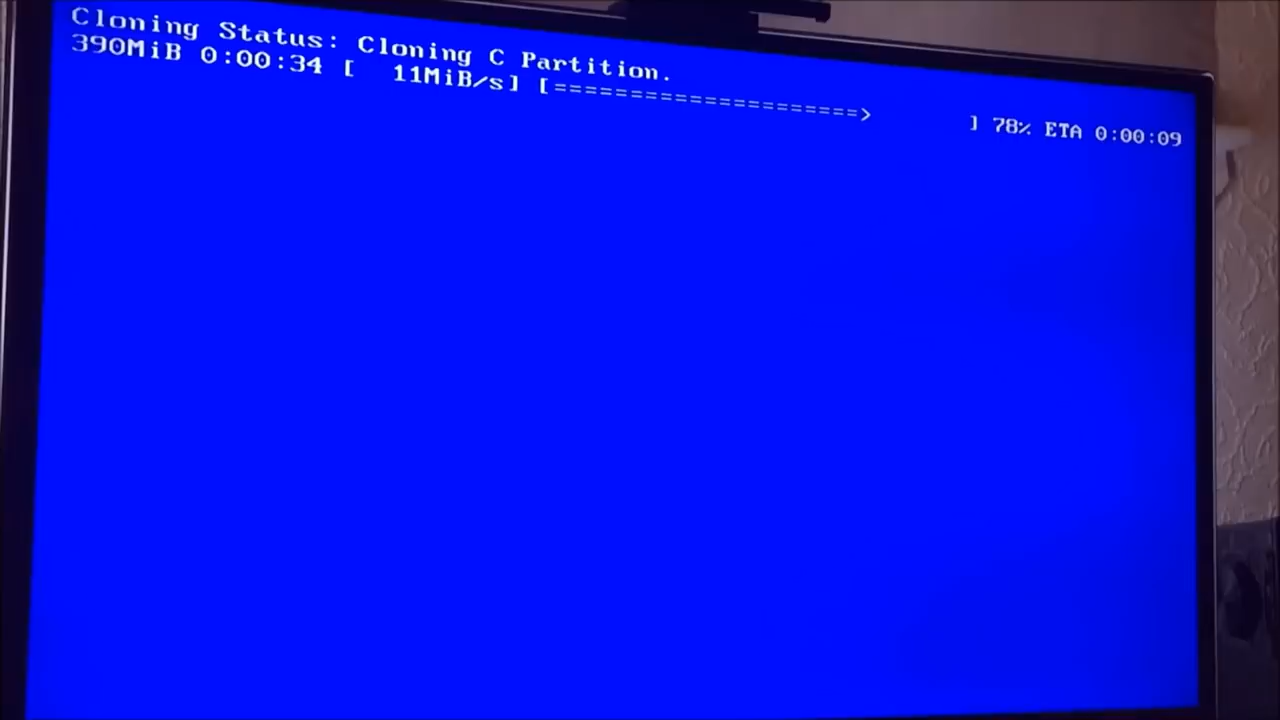 Cloning Status: Cloning C Partition.
390MiB 0:00:34 [  11MiB/s] [=====================>        ] 78% ETA 0:00:09